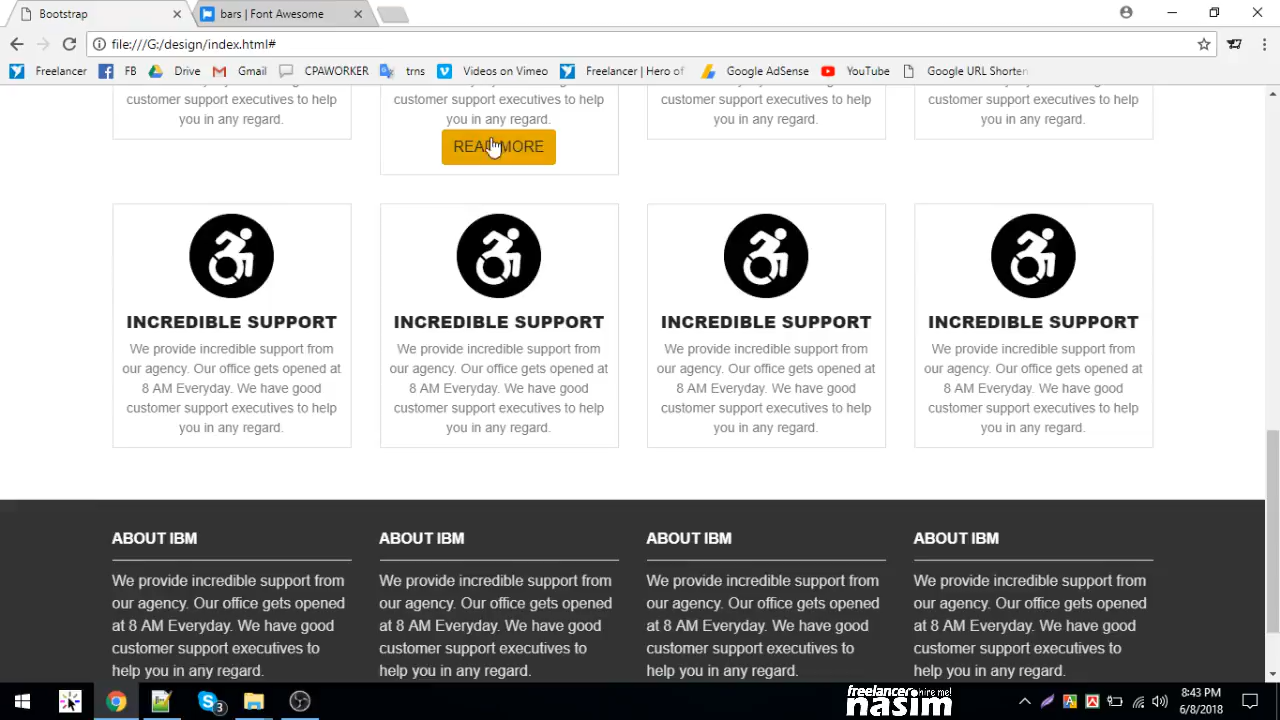 Bootstrap
bars | Font Awesome
file:///G:/design/index.html#
Freelancer
FB
Drive
Gmail
CPAWORKER
trns
Videos on Vimeo
Freelancer | Hero of
Google AdSense
YouTube
Google URL Shorten
customer support executives to help
you in any regard.
customer support executives to help
you in any regard.
READ MORE
customer support executives to help
you in any regard.
customer support executives to help
you in any regard.
INCREDIBLE SUPPORT
We provide incredible support from
our agency. Our office gets opened at
8 AM Everyday. We have good
customer support executives to help
you in any regard.
INCREDIBLE SUPPORT
We provide incredible support from
our agency. Our office gets opened at
8 AM Everyday. We have good
customer support executives to help
you in any regard.
INCREDIBLE SUPPORT
We provide incredible support from
our agency. Our office gets opened at
8 AM Everyday. We have good
customer support executives to help
you in any regard.
INCREDIBLE SUPPORT
We provide incredible support from
our agency. Our office gets opened at
8 AM Everyday. We have good
customer support executives to help
you in any regard.
ABOUT IBM
We provide incredible support from
our agency. Our office gets opened
at 8 AM Everyday. We have good
customer support executives to
help you in any regard.
ABOUT IBM
We provide incredible support from
our agency. Our office gets opened
at 8 AM Everyday. We have good
customer support executives to
help you in any regard.
ABOUT IBM
We provide incredible support from
our agency. Our office gets opened
at 8 AM Everyday. We have good
customer support executives to
help you in any regard.
ABOUT IBM
We provide incredible support from
our agency. Our office gets opened
at 8 AM Everyday. We have good
customer support executives to
help you in any regard.
3
freelancer hire me!
nasim
8:43 PM
6/8/2018